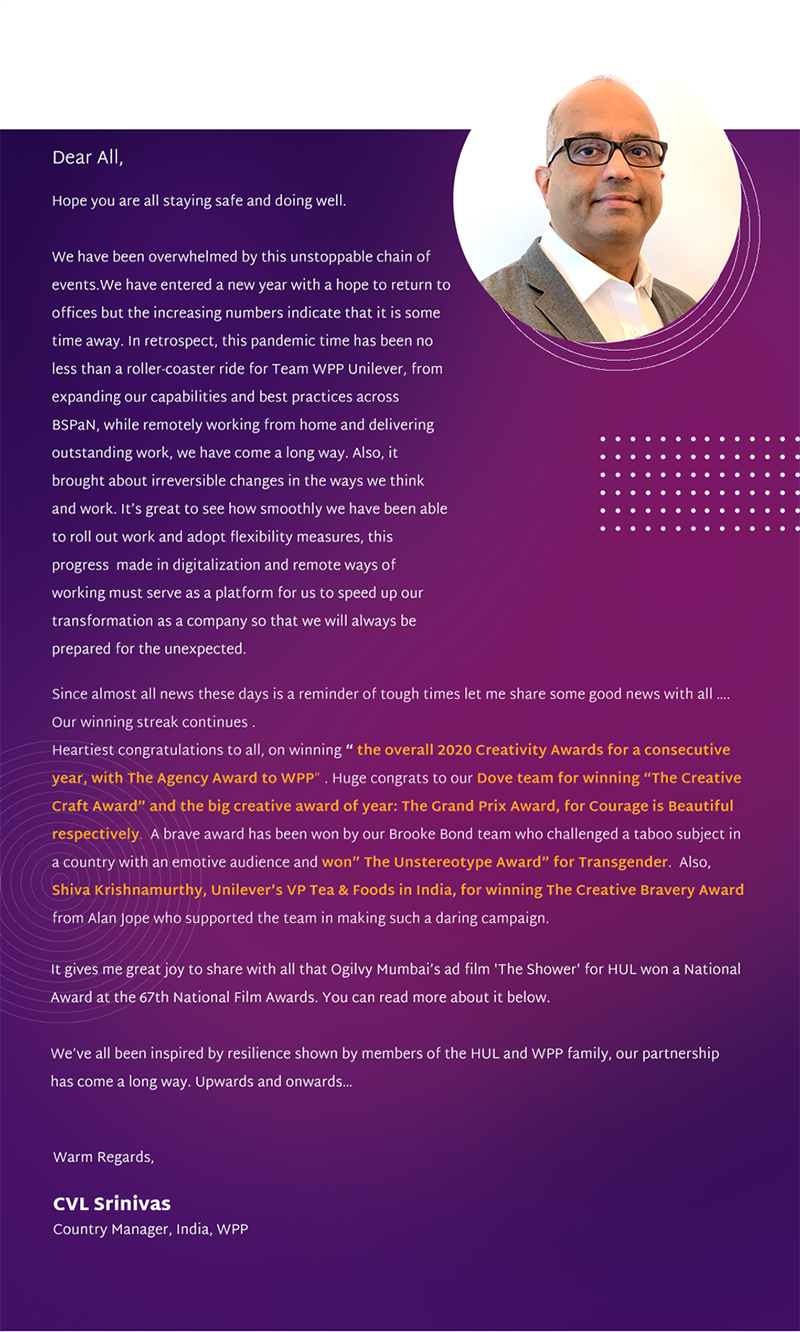 Dear All,
Hope you are all staying safe and doing well.
We have been overwhelmed by this unstoppable chain of
events.We have entered a new year with a hope to return to
offices but the increasing numbers indicate that it is some
time away. In retrospect, this pandemic time has been no
less than a roller-coaster ride for Team WPP Unilever, from
expanding our capabilities and best practices across
BSPaN, while remotely working from home and delivering
outstanding work, we have come a long way. Also, it
brought about irreversible changes in the ways we think
and work. It’s great to see how smoothly we have been able
to roll out work and adopt flexibility measures, this
progress  made in digitalization and remote ways of
working must serve as a platform for us to speed up our
transformation as a company so that we will always be
prepared for the unexpected.
Since almost all news these days is a reminder of tough times let me share some good news with all ....
Our winning streak continues .
Heartiest congratulations to all, on winning “ the overall 2020 Creativity Awards for a consecutive
year, with The Agency Award to WPP” . Huge congrats to our Dove team for winning “The Creative
Craft Award” and the big creative award of year: The Grand Prix Award, for Courage is Beautiful
respectively.  A brave award has been won by our Brooke Bond team who challenged a taboo subject in
a country with an emotive audience and won” The Unstereotype Award” for Transgender.  Also,
Shiva Krishnamurthy, Unilever’s VP Tea & Foods in India, for winning The Creative Bravery Award
from Alan Jope who supported the team in making such a daring campaign.
It gives me great joy to share with all that Ogilvy Mumbai’s ad film 'The Shower' for HUL won a National
Award at the 67th National Film Awards. You can read more about it below.
We’ve all been inspired by resilience shown by members of the HUL and WPP family, our partnership
has come a long way. Upwards and onwards...
Warm Regards,
CVL Srinivas
Country Manager, India, WPP